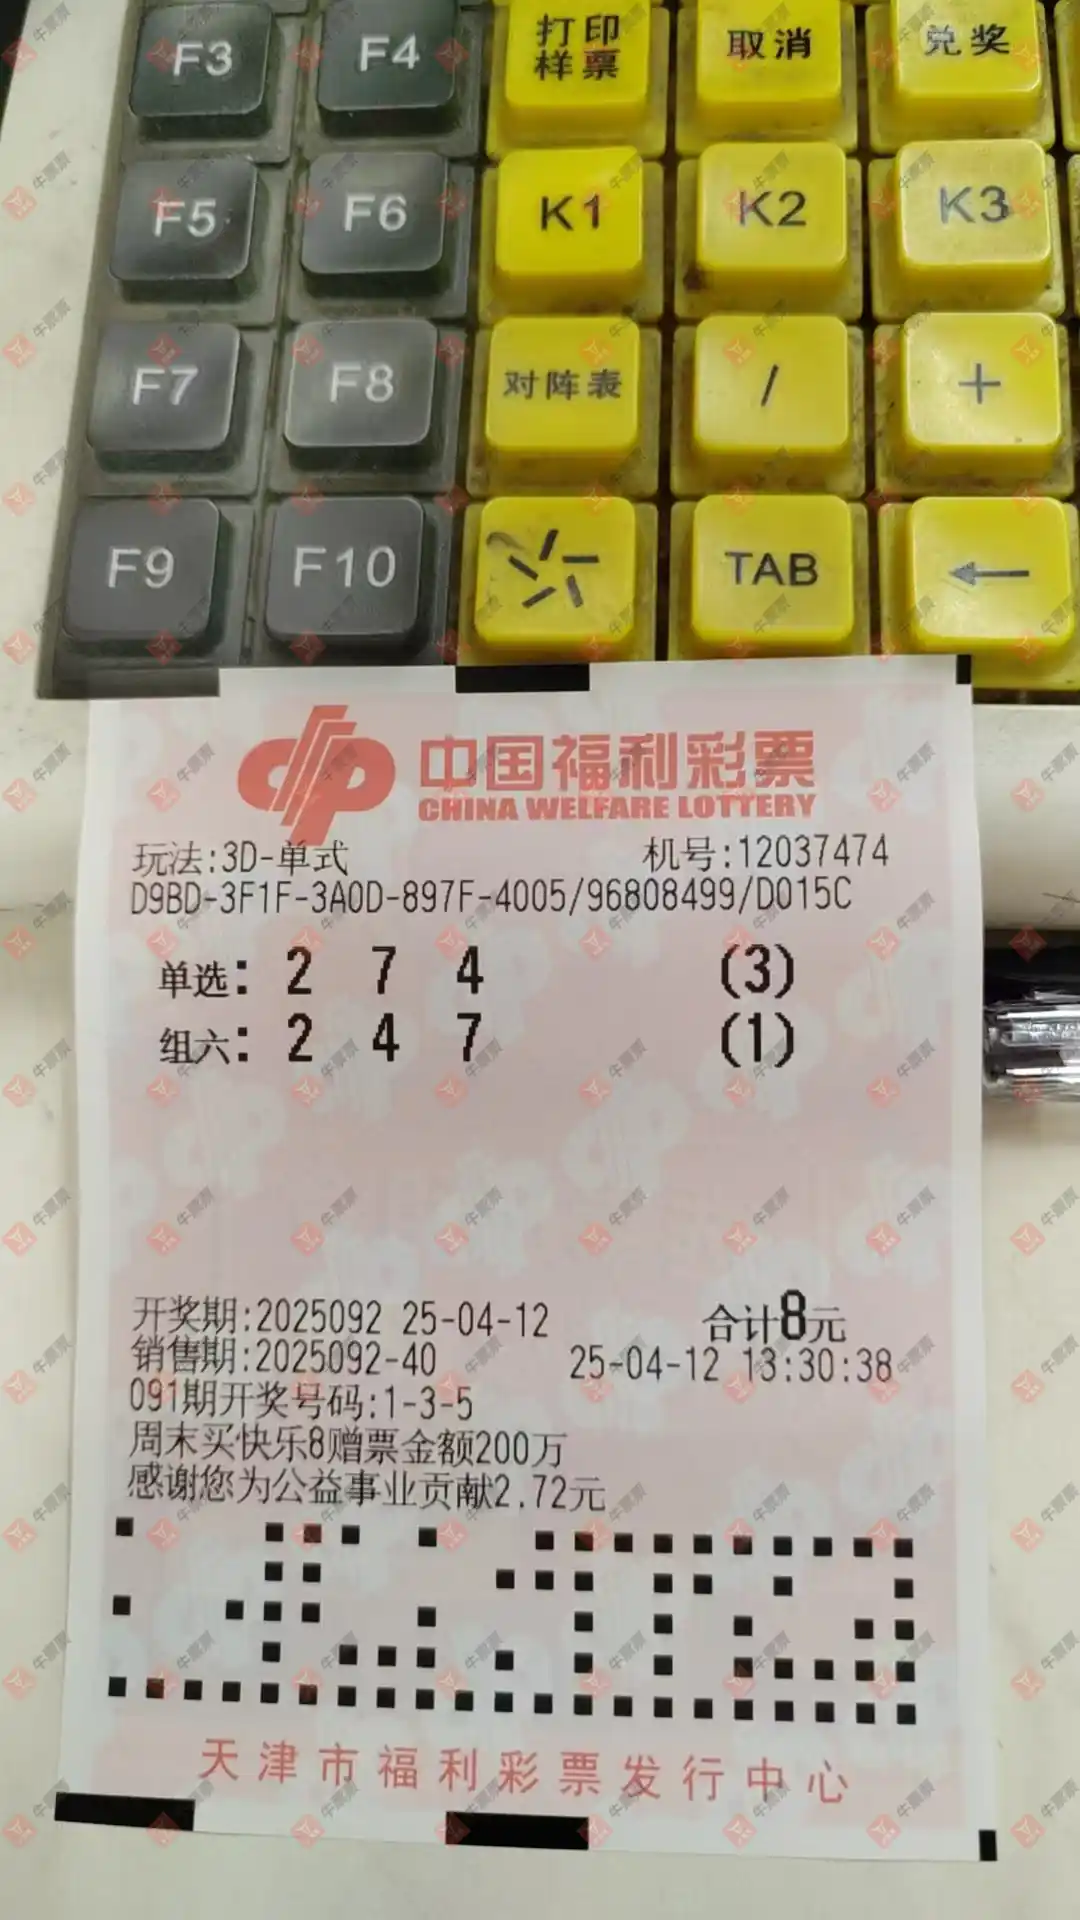 F3 F4 打印样票 取消 兑奖
F5 F6 K1 K2 K3
F7 F8 对阵表 / +
F9 F10 TAB ←
中国福利彩票
CHINA WELFARE LOTTERY
玩法:3D-单式 机号:12037474
D9BD-3F1F-3A0D-897F-4005/96808499/D015C
单选: 2 7 4 (3)
组六: 2 4 7 (1)
开奖期:2025092 25-04-12 合计8元
销售期:2025092-40 25-04-12 13:30:38
091期开奖号码:1-3-5
周末买快乐8赠票金额200万
感谢您为公益事业贡献2.72元
天津市福利彩票发行中心
牛票票